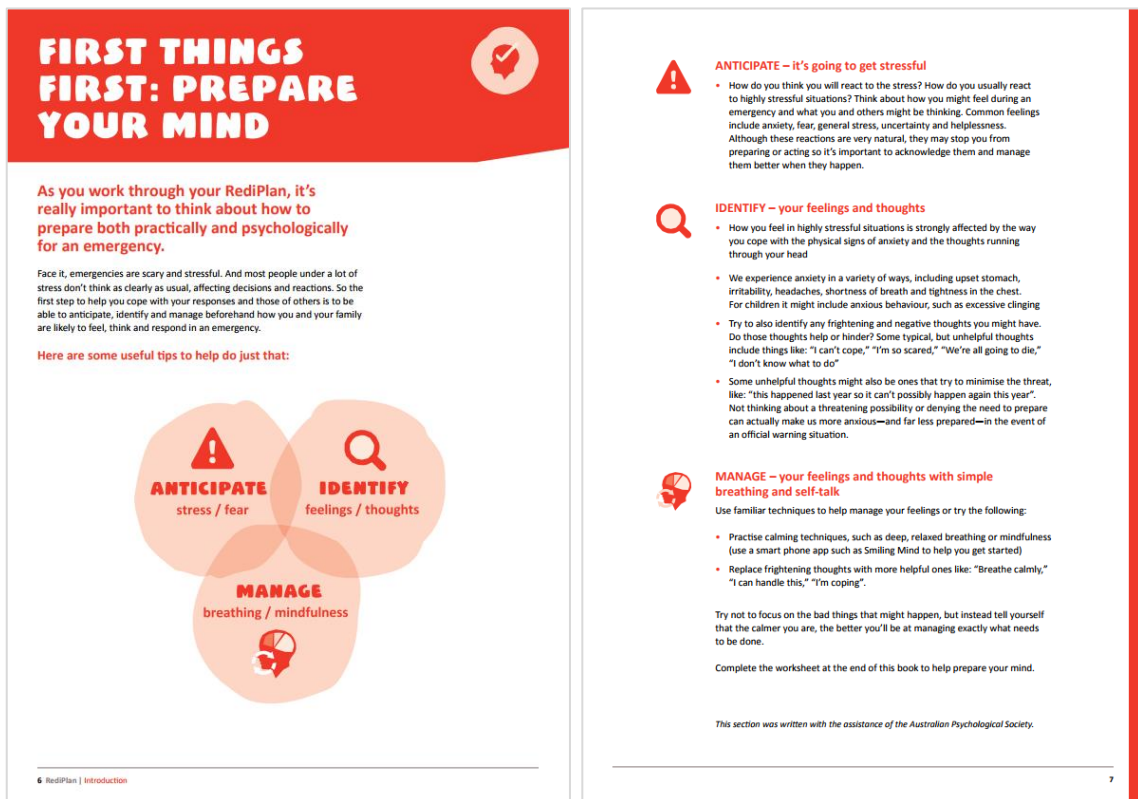 FIRST THINGS
FIRST: PREPARE
YOUR MIND
As you work through your RediPlan, it's
really important to think about how to
prepare both practically and psychologically
for an emergency.
Face it, emergencies are scary and stressful. And most people under a lot of
stress don't think as clearly as usual, affecting decisions and reactions. So the
first step to help you cope with your responses and those of others is to be
able to anticipate, identify and manage beforehand how you and your family
are likely to feel, think and respond in an emergency.
Here are some useful tips to help do just that:
ANTICIPATE
stress / fear
IDENTIFY
feelings / thoughts
MANAGE
breathing / mindfulness
6 RediPlan | Introduction
ANTICIPATE – it's going to get stressful
• How do you think you will react to the stress? How do you usually react
to highly stressful situations? Think about how you might feel during an
emergency and what you and others might be thinking. Common feelings
include anxiety, fear, general stress, uncertainty and helplessness.
Although these reactions are very natural, they may stop you from
preparing or acting so it's important to acknowledge them and manage
them better when they happen.
IDENTIFY – your feelings and thoughts
• How you feel in highly stressful situations is strongly affected by the way
you cope with the physical signs of anxiety and the thoughts running
through your head
• We experience anxiety in a variety of ways, including upset stomach,
irritability, headaches, shortness of breath and tightness in the chest.
For children it might include anxious behaviour, such as excessive clinging
• Try to also identify any frightening and negative thoughts you might have.
Do those thoughts help or hinder? Some typical, but unhelpful thoughts
include things like: "I can't cope," "I'm so scared," "We're all going to die,"
"I don't know what to do"
• Some unhelpful thoughts might also be ones that try to minimise the threat,
like: "this happened last year so it can't possibly happen again this year".
Not thinking about a threatening possibility or denying the need to prepare
can actually make us more anxious—and far less prepared—in the event of
an official warning situation.
MANAGE – your feelings and thoughts with simple
breathing and self-talk
Use familiar techniques to help manage your feelings or try the following:
• Practise calming techniques, such as deep, relaxed breathing or mindfulness
(use a smart phone app such as Smiling Mind to help you get started)
• Replace frightening thoughts with more helpful ones like: "Breathe calmly,"
"I can handle this," "I'm coping".
Try not to focus on the bad things that might happen, but instead tell yourself
that the calmer you are, the better you'll be at managing exactly what needs
to be done.
Complete the worksheet at the end of this book to help prepare your mind.
This section was written with the assistance of the Australian Psychological Society.
7